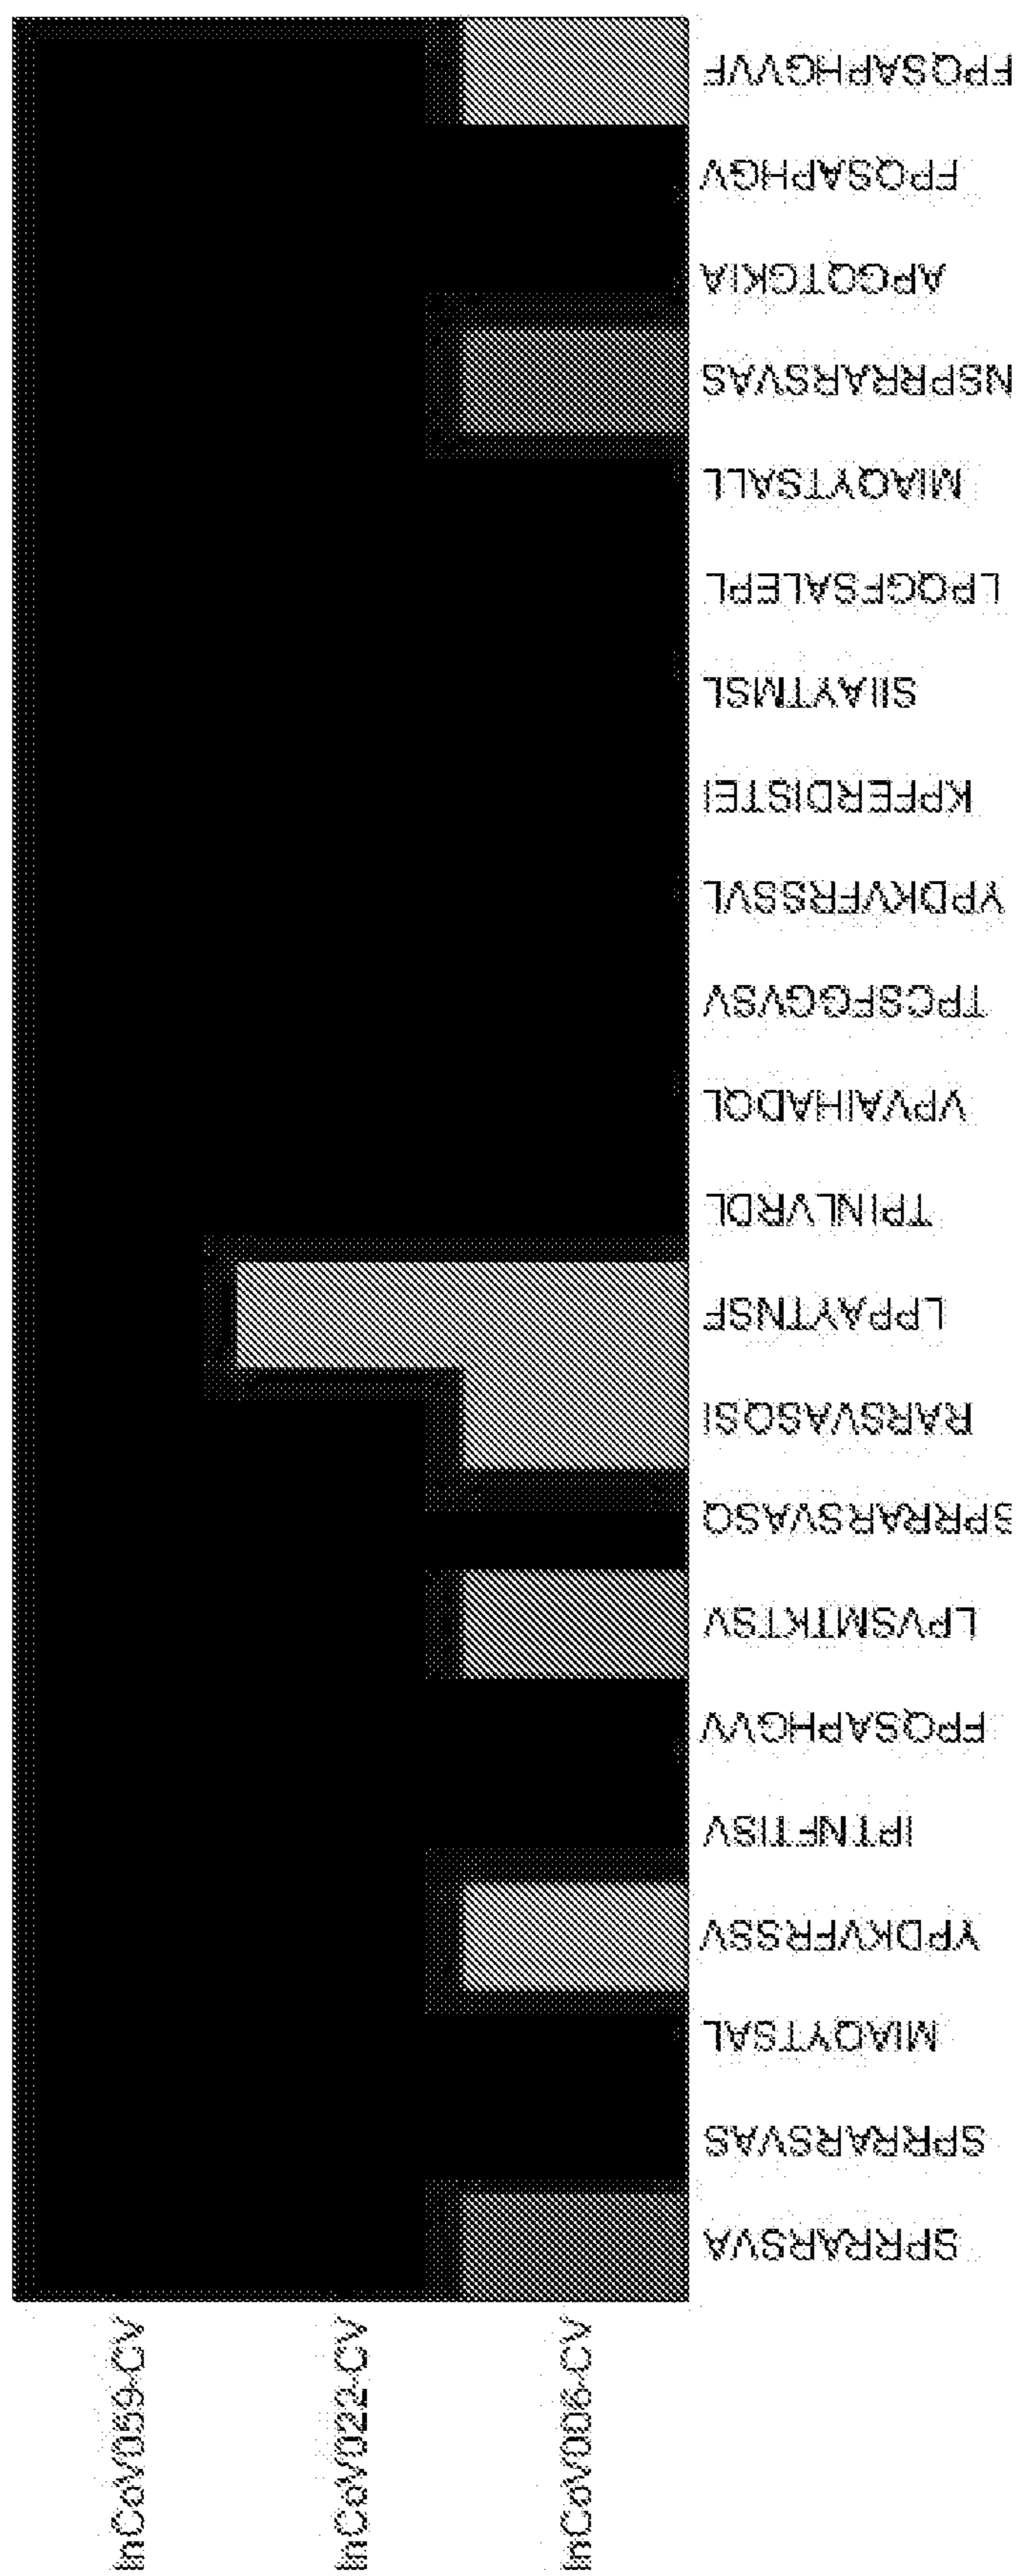 FPQSAPHGVVF
FPQSAPHGV
APGQTGKIA
NSPRRARSVAS
MIAQYTSALL
LPQGFSALEPL
SIIAYTMSL
KPFERDISTEI
YPDKVFRSSVL
TPCSFGGVSV
VPVAIHADQL
TPINLVRDL
LPPAYTNSF
RARSVASQSI
SPRRARSVASQ
LPVSMTKTSV
FPQSAPHGVV
IPTNFTISV
YPDKVFRSSV
MIAQYTSAL
SPRRARSVAS
SPRRARSVA
InCoV059-CV
InCoV022-CV
InCoV006-CV